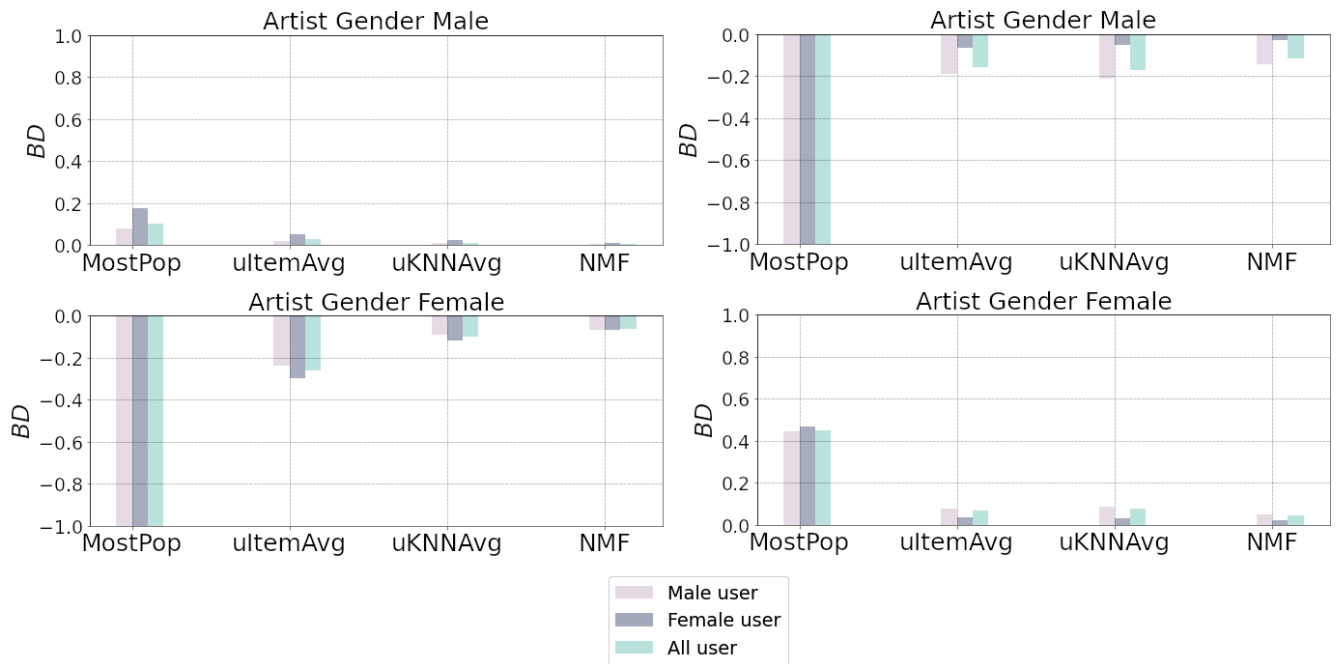 Artist Gender Male
1.0
0.8
0.6
0.4
0.2
0.0
BD
MostPop uItemAvg uKNNAvg NMF
Artist Gender Male
0.0
−0.2
−0.4
−0.6
−0.8
−1.0
BD
MostPop uItemAvg uKNNAvg NMF
Artist Gender Female
0.0
−0.2
−0.4
−0.6
−0.8
−1.0
BD
MostPop uItemAvg uKNNAvg NMF
Artist Gender Female
1.0
0.8
0.6
0.4
0.2
0.0
BD
MostPop uItemAvg uKNNAvg NMF
Male user
Female user
All user